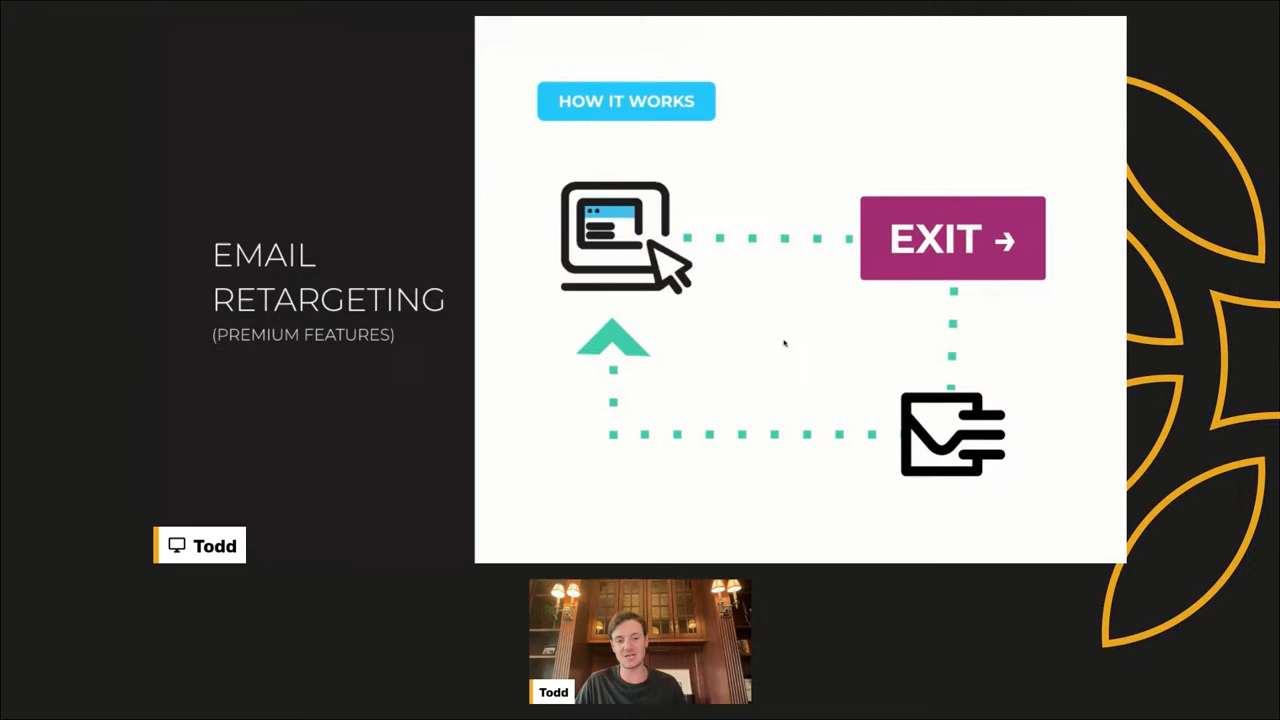 HOW IT WORKS
EMAIL
RETARGETING
(PREMIUM FEATURES)
EXIT →
Todd
Todd